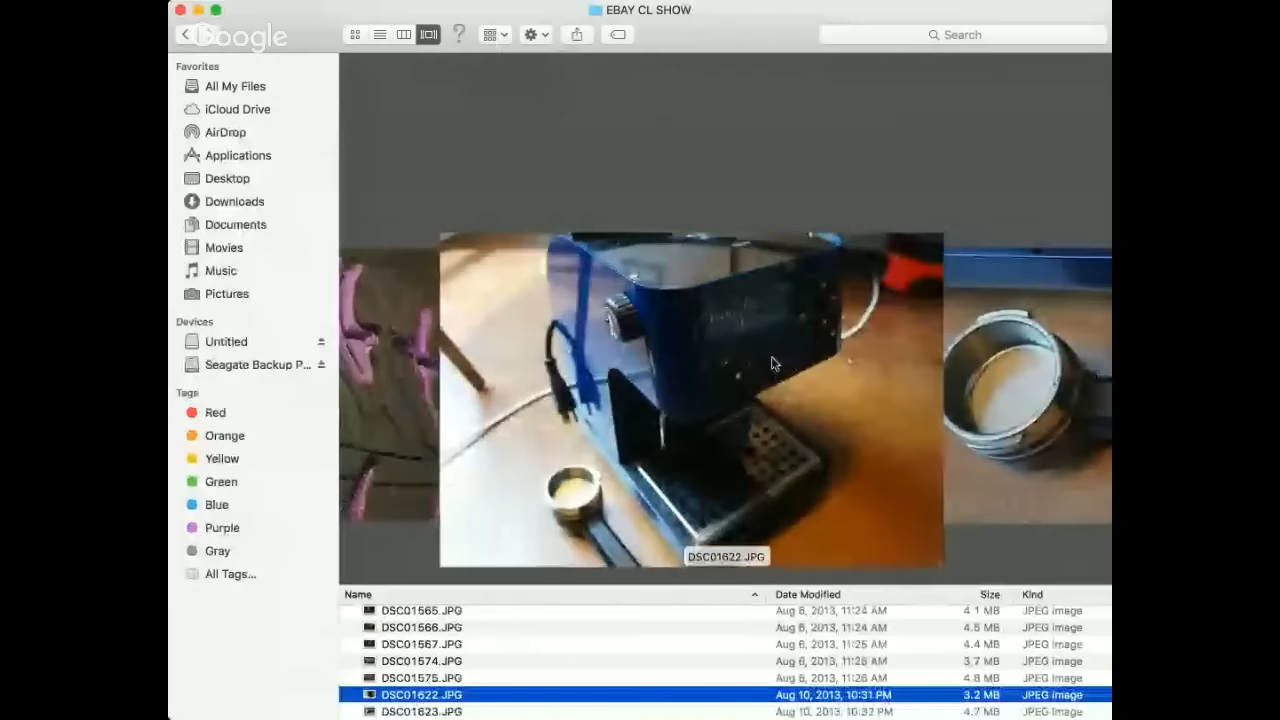 EBAY CL SHOW
Google
Search
Favorites
All My Files
iCloud Drive
AirDrop
Applications
Desktop
Downloads
Documents
Movies
Music
Pictures
Devices
Untitled
Seagate Backup P...
Tags
Red
Orange
Yellow
Green
Blue
Purple
Gray
All Tags...
DSC01622.JPG
Name Date Modified Size Kind
DSC01565.JPG Aug 6, 2013, 11:24 AM 4.1 MB JPEG image
DSC01566.JPG Aug 6, 2013, 11:24 AM 4.5 MB JPEG image
DSC01567.JPG Aug 6, 2013, 11:25 AM 4.4 MB JPEG image
DSC01574.JPG Aug 6, 2013, 11:28 AM 3.7 MB JPEG image
DSC01575.JPG Aug 6, 2013, 11:28 AM 4.8 MB JPEG image
DSC01622.JPG Aug 10, 2013, 10:31 PM 3.2 MB JPEG image
DSC01623.JPG Aug 10, 2013, 10:32 PM 4.7 MB JPEG image